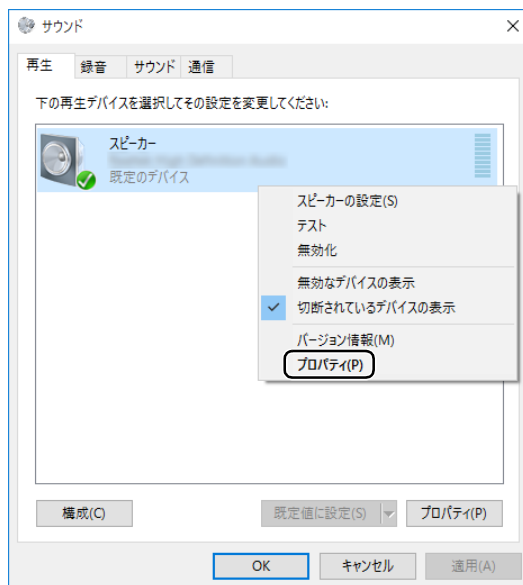 サウンド
再生 録音 サウンド 通信
下の再生デバイスを選択してその設定を変更してください:
スピーカー
既定のデバイス
スピーカーの設定(S)
テスト
無効化
無効なデバイスの表示
切断されているデバイスの表示
バージョン情報(M)
プロパティ(P)
構成(C) 既定値に設定(S) プロパティ(P)
OK キャンセル 適用(A)